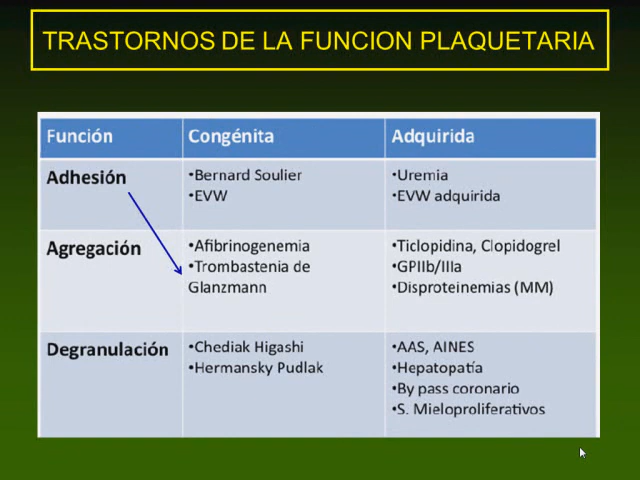 TRASTORNOS DE LA FUNCION PLAQUETARIA
Función Congénita Adquirida
Adhesión •Bernard Soulier •Uremia
•EVW •EVW adquirida
Agregación •Afibrinogenemia •Ticlopidina, Clopidogrel
•Trombastenia de •GPIIb/IIIa
Glanzmann •Disproteinemias (MM)
Degranulación •Chediak Higashi •AAS, AINES
•Hermansky Pudlak •Hepatopatía
•By pass coronario
•S. Mieloproliferativos